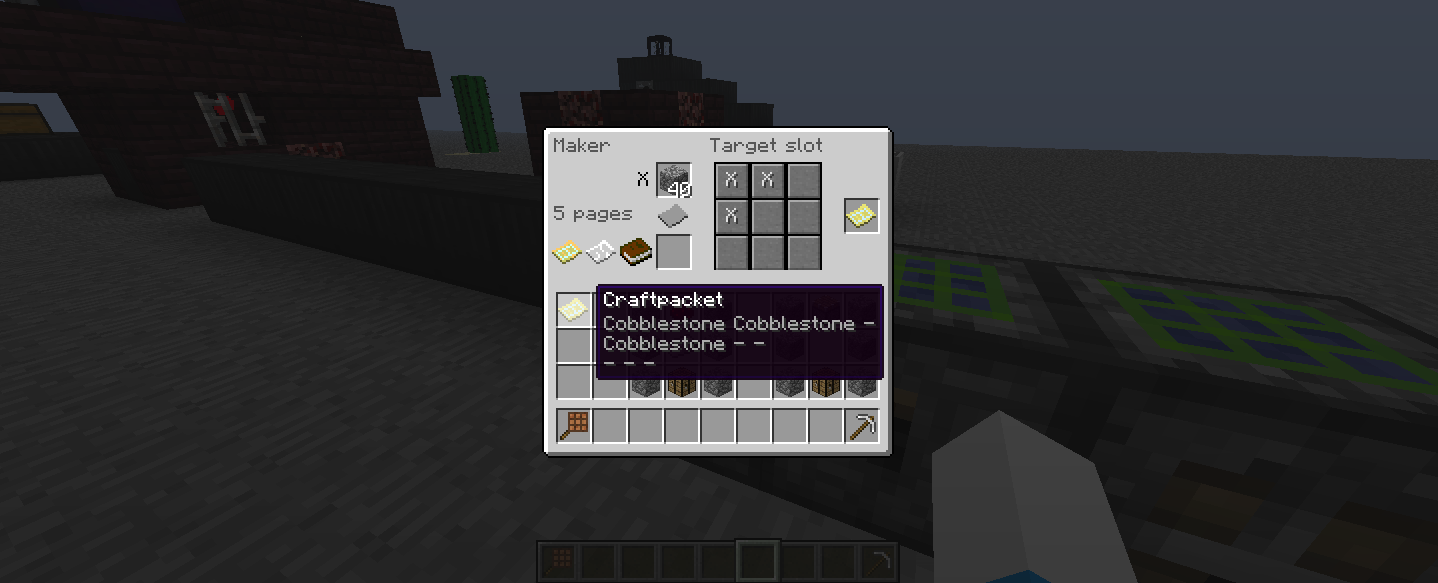 Maker
Target slot
X
40
X X
5 pages
X
Craftpacket
Cobblestone Cobblestone -
Cobblestone - -
- - -